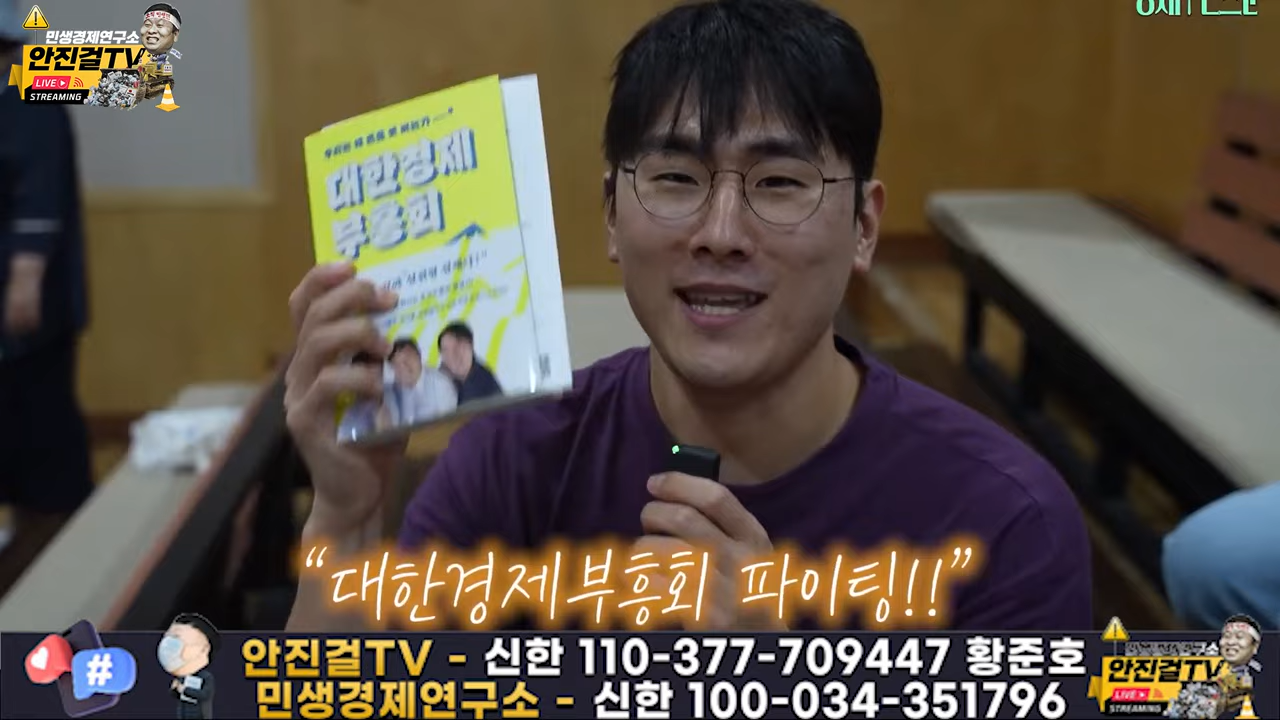 민생경제연구소
안진걸TV
LIVE
STREAMING
대한경제
부흥회
“대한경제부흥회 파이팅!!”
#
안진걸TV - 신한 110-377-709447 황준호
민생경제연구소 - 신한 100-034-351796
안진걸TV
LIVE
STREAMING